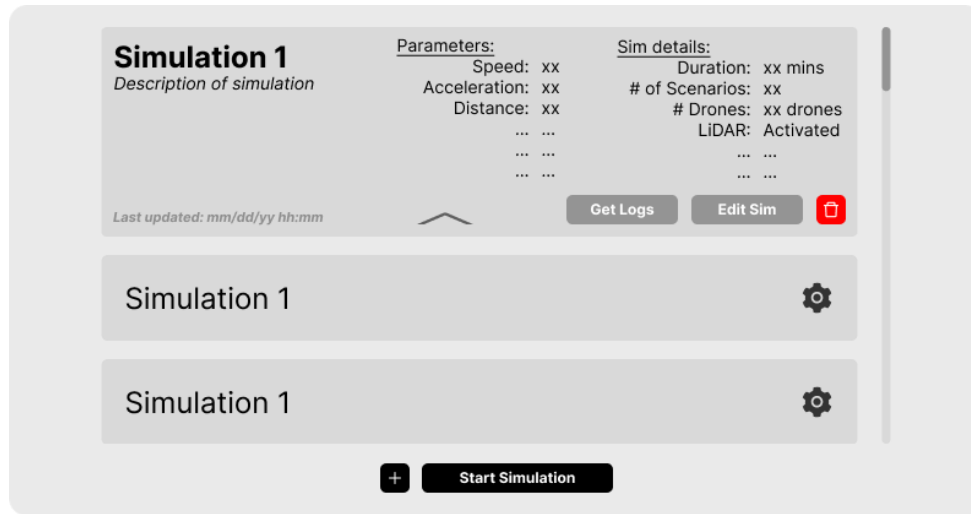 Simulation 1
Description of simulation
Parameters:
Speed: xx
Acceleration: xx
Distance: xx
... ...
... ...
... ...
Sim details:
Duration: xx mins
# of Scenarios: xx
# Drones: xx drones
LiDAR: Activated
... ...
... ...
Last updated: mm/dd/yy hh:mm
Get Logs
Edit Sim
Simulation 1
Simulation 1
+
Start Simulation